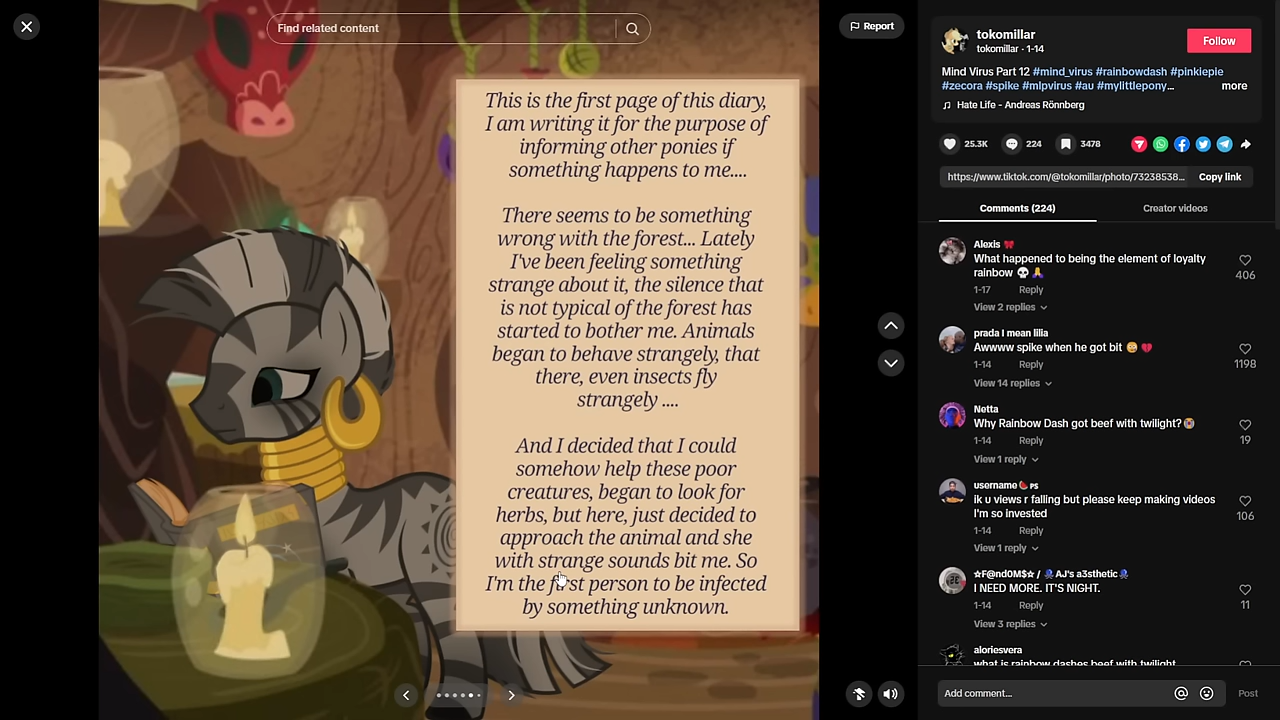 Find related content
This is the first page of this diary,
I am writing it for the purpose of
informing other ponies if
something happens to me....
There seems to be something
wrong with the forest... Lately
I've been feeling something
strange about it, the silence that
is not typical of the forest has
started to bother me. Animals
began to behave strangely, that
there, even insects fly
strangely ....
And I decided that I could
somehow help these poor
creatures, began to look for
herbs, but here, just decided to
approach the animal and she
with strange sounds bit me. So
I'm the first person to be infected
by something unknown.
Report
tokomillar
tokomillar · 1-14
Follow
Mind Virus Part 12 #mind_virus #rainbowdash #pinkiepie
#zecora #spike #mlpvirus #au #mylittlepony...
more
Hate Life - Andreas Rönnberg
25.3K
224
3478
https://www.tiktok.com/@tokomillar/photo/73238538...
Copy link
Comments (224)
Creator videos
Alexis 🎀
What happened to being the element of loyalty
rainbow 💀🙏
406
1-17 Reply
View 2 replies
prada I mean lilia
Awwww spike when he got bit 😳 💔
1198
1-14 Reply
View 14 replies
Netta
Why Rainbow Dash got beef with twilight?😭
19
1-14 Reply
View 1 reply
username🍉🇵🇸
ik u views r falling but please keep making videos
I'm so invested
106
1-14 Reply
View 1 reply
☆F@nd0M$☆ / 🔮AJ's a3sthetic🔮
I NEED MORE. IT'S NIGHT.
11
1-14 Reply
View 3 replies
aloriesvera
what is rainbow dashes beef with twilight
Add comment...
Post